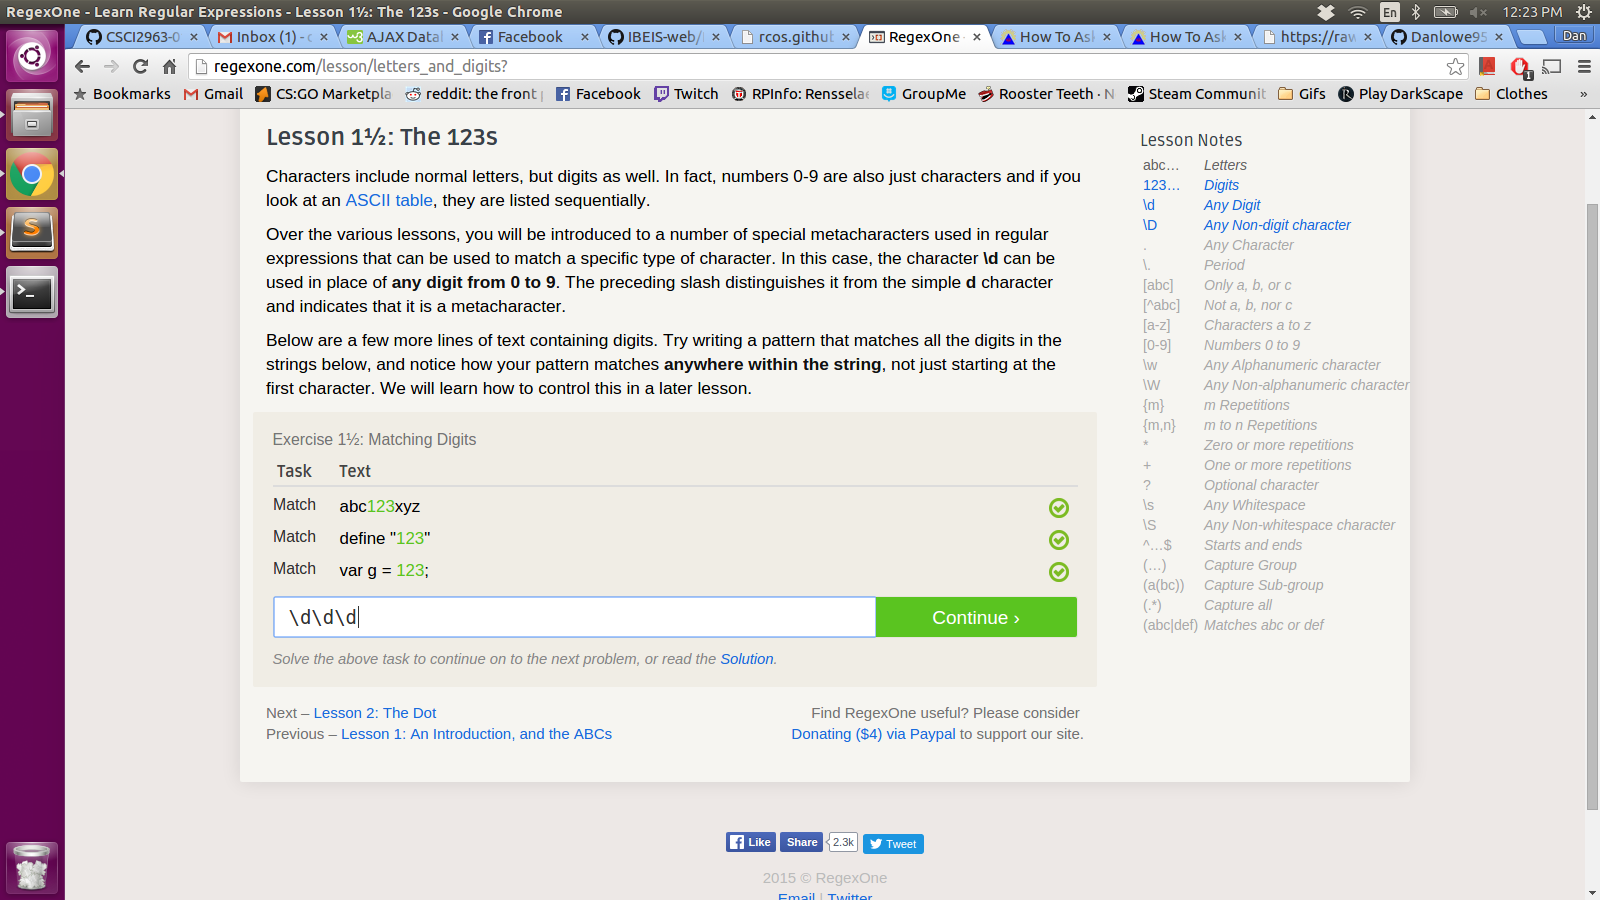 RegexOne - Learn Regular Expressions - Lesson 1½: The 123s - Google Chrome
En
12:23 PM
CSCI2963-0
Inbox (1) -
AJAX Datal
Facebook
IBEIS-web/
rcos.github
RegexOne
How To Ask
How To Ask
https://raw
Danlowe95
Dan
regexone.com/lesson/letters_and_digits?
1
Bookmarks
Gmail
CS:GO Marketpla
reddit: the front
Facebook
Twitch
RPInfo: Rensselae
GroupMe
Rooster Teeth · N
Steam Communit
Gifs
Play DarkScape
Clothes
»
Lesson 1½: The 123s
Characters include normal letters, but digits as well. In fact, numbers 0-9 are also just characters and if you
look at an ASCII table, they are listed sequentially.
Over the various lessons, you will be introduced to a number of special metacharacters used in regular
expressions that can be used to match a specific type of character. In this case, the character \d can be
used in place of any digit from 0 to 9. The preceding slash distinguishes it from the simple d character
and indicates that it is a metacharacter.
Below are a few more lines of text containing digits. Try writing a pattern that matches all the digits in the
strings below, and notice how your pattern matches anywhere within the string, not just starting at the
first character. We will learn how to control this in a later lesson.
Exercise 1½: Matching Digits
Task Text
Match abc123xyz
Match define "123"
Match var g = 123;
\d\d\d
Continue ›
Solve the above task to continue on to the next problem, or read the Solution.
Next – Lesson 2: The Dot
Previous – Lesson 1: An Introduction, and the ABCs
Find RegexOne useful? Please consider
Donating ($4) via Paypal to support our site.
Lesson Notes
abc… Letters
123… Digits
\d Any Digit
\D Any Non-digit character
. Any Character
\. Period
[abc] Only a, b, or c
[^abc] Not a, b, nor c
[a-z] Characters a to z
[0-9] Numbers 0 to 9
\w Any Alphanumeric character
\W Any Non-alphanumeric character
{m} m Repetitions
{m,n} m to n Repetitions
* Zero or more repetitions
+ One or more repetitions
? Optional character
\s Any Whitespace
\S Any Non-whitespace character
^…$ Starts and ends
(…) Capture Group
(a(bc)) Capture Sub-group
(.*) Capture all
(abc|def) Matches abc or def
Like
Share
2.3k
Tweet
2015 © RegexOne
Email | Twitter